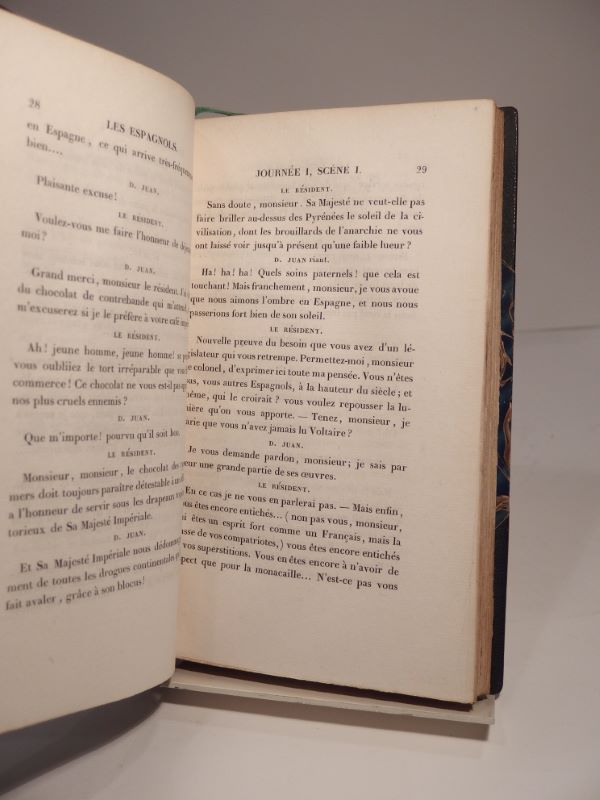 28
LES ESPAGNOLS.
en Espagne, ce qui arrive
bien....
D. JUAN.
Plaisante excuse!
LE RÉSIDENT.
Voulez-vous me faire l'honneur de
moi?
D. JUAN.
Grand merci, monsieur le résident.
du chocolat de contrebande qui
m'excuserez si je le préfère à votre café
LE RÉSIDENT.
Ah! jeune homme, jeune homme!
vous oubliiez le tort irréparable que
commerce! Ce chocolat ne vous est-il pas
nos plus cruels ennemis?
D. JUAN.
Que m'importe! pourvu qu'il soit bon.
LE RÉSIDENT.
Monsieur, monsieur, le chocolat des
mers doit toujours paraître détestable à
a l'honneur de servir sous les drapeaux
torieux de Sa Majesté Impériale.
D. JUAN.
Et Sa Majesté Impériale nous
ment de toutes les drogues continentales
fait avaler, grâce à son blocus!
JOURNÉE I, SCÈNE I.
29
LE RÉSIDENT.
Sans doute, monsieur. Sa Majesté ne veut-elle pas
faire briller au-dessus des Pyrénées le soleil de la ci-
vilisation, dont les brouillards de l'anarchie ne vous
ont laissé voir jusqu'à présent qu'une faible lueur?
D. JUAN riant.
Ha! ha! ha! Quels soins paternels! que cela est
touchant! Mais franchement, monsieur, je vous avoue
que nous aimons l'ombre en Espagne, et nous nous
passerions fort bien de son soleil.
LE RÉSIDENT.
Nouvelle preuve du besoin que vous avez d'un lé-
gislateur qui vous retrempe. Permettez-moi, monsieur
le colonel, d'exprimer ici toute ma pensée. Vous n'êtes
pas, vous autres Espagnols, à la hauteur du siècle; et
même, qui le croirait? vous voulez repousser la lu-
mière qu'on vous apporte. — Tenez, monsieur, je
parie que vous n'avez jamais lu Voltaire?
D. JUAN.
Je vous demande pardon, monsieur; je sais par
cœur une grande partie de ses œuvres.
LE RÉSIDENT.
En ce cas je ne vous en parlerai pas. — Mais enfin,
vous êtes encore entichés... (non pas vous, monsieur,
qui êtes un esprit fort comme un Français, mais la
masse de vos compatriotes,) vous êtes encore entichés
de vos superstitions. Vous en êtes encore à n'avoir de
respect que pour la monacaille... N'est-ce pas vous